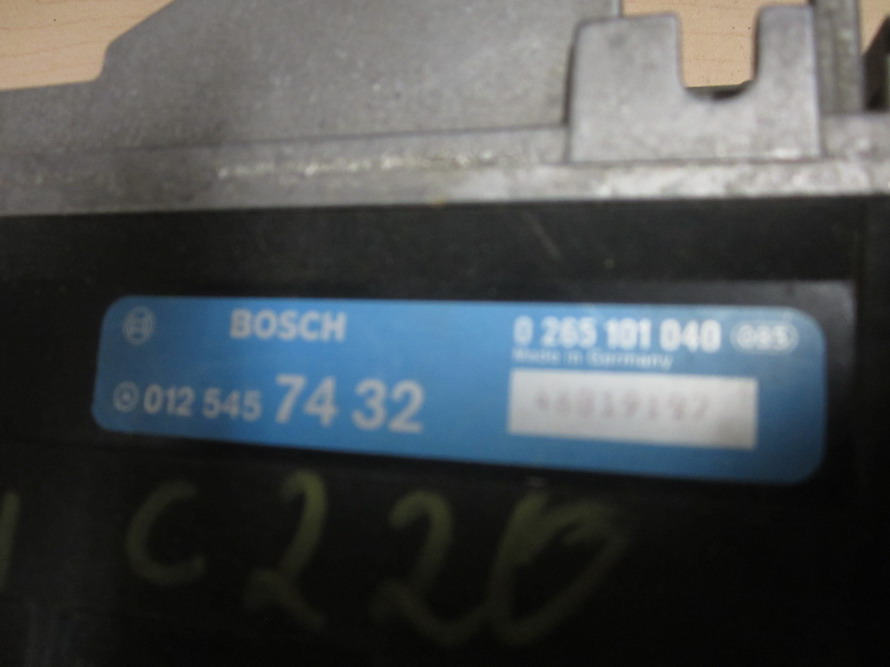 BOSCH
0 265 101 040
Made in Germany
012 545 74 32
C220